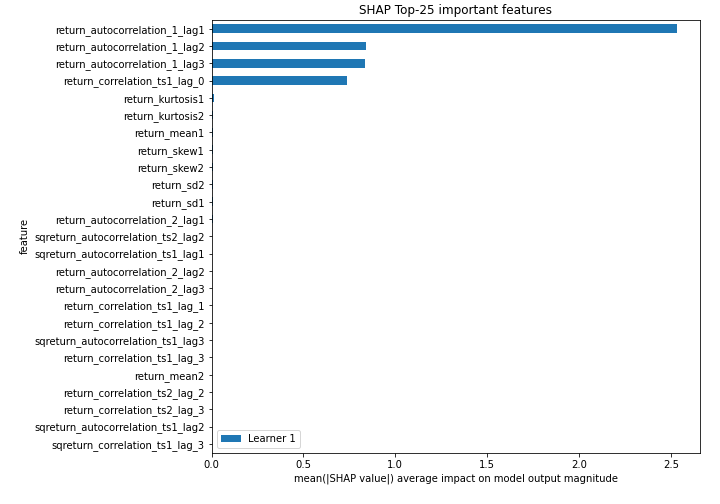 SHAP Top-25 important features
return_autocorrelation_1_lag1
return_autocorrelation_1_lag2
return_autocorrelation_1_lag3
return_correlation_ts1_lag_0
return_kurtosis1
return_kurtosis2
return_mean1
return_skew1
return_skew2
return_sd2
return_sd1
return_autocorrelation_2_lag1
sqreturn_autocorrelation_ts2_lag2
sqreturn_autocorrelation_ts1_lag1
return_autocorrelation_2_lag2
return_autocorrelation_2_lag3
return_correlation_ts1_lag_1
return_correlation_ts1_lag_2
sqreturn_autocorrelation_ts1_lag3
return_correlation_ts1_lag_3
return_mean2
return_correlation_ts2_lag_2
return_correlation_ts2_lag_3
sqreturn_autocorrelation_ts1_lag2
sqreturn_correlation_ts1_lag_3
feature
Learner 1
0.0 0.5 1.0 1.5 2.0 2.5
mean(|SHAP value|) average impact on model output magnitude